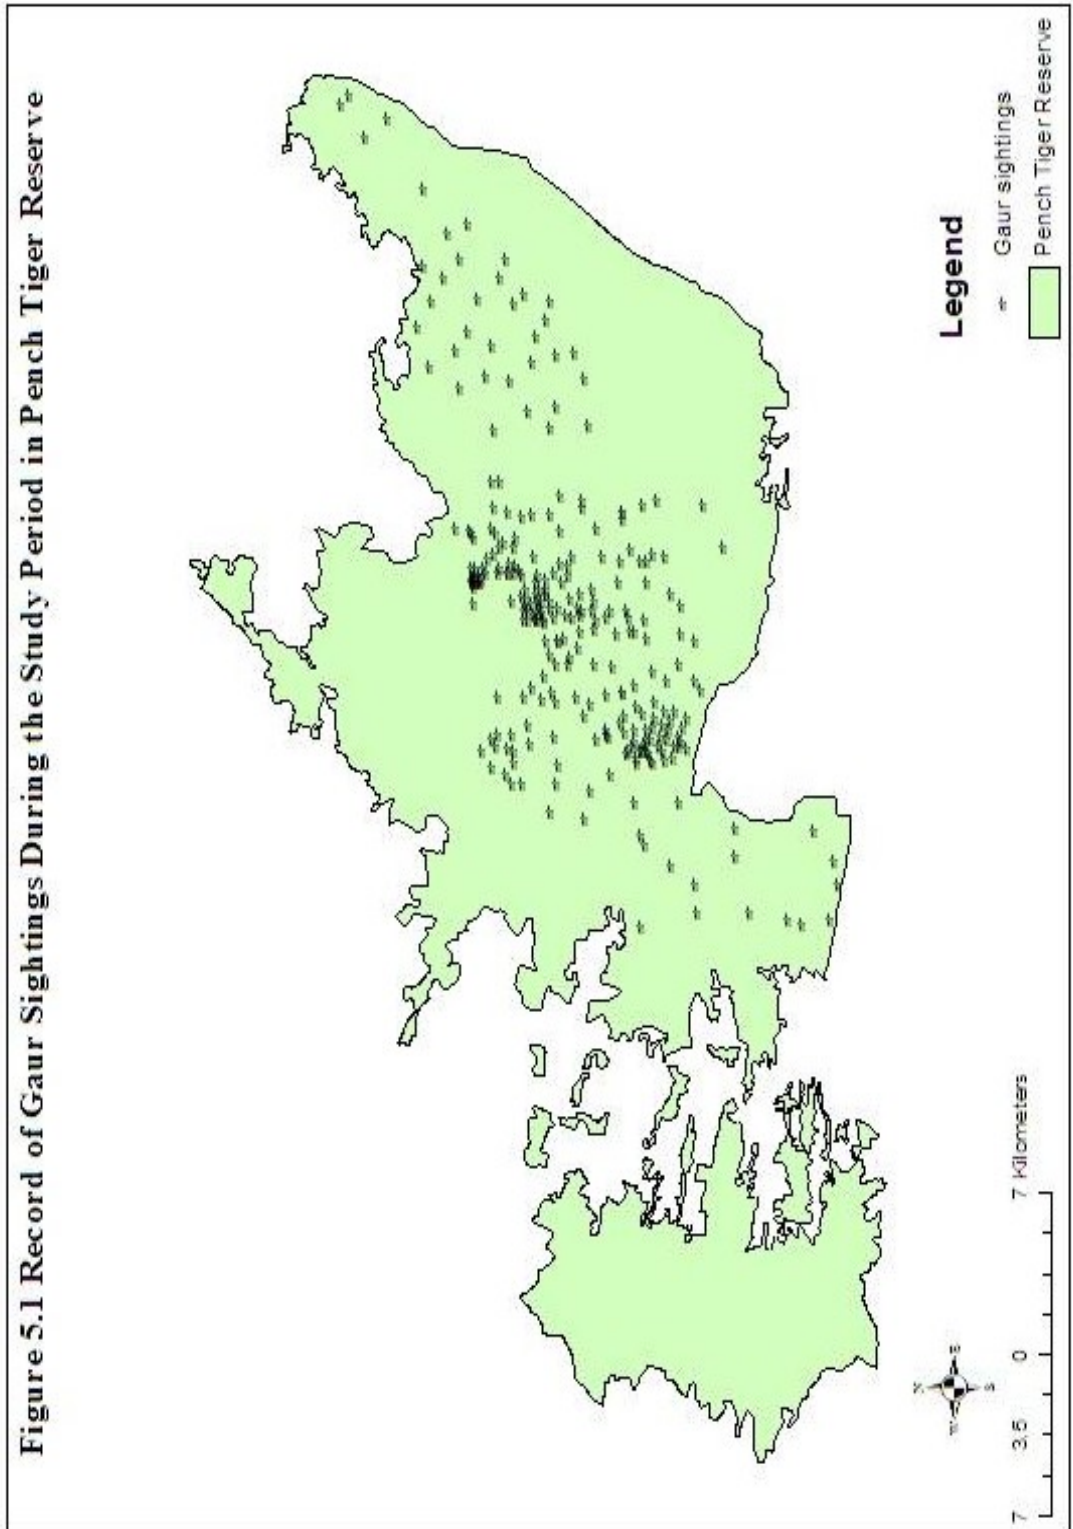 Figure 5.1 Record of Gaur Sightings During the Study Period in Pench Tiger Reserve
N
W E
S
7 3.5 0 7 Kilometers
Legend
Gaur sightings
Pench Tiger Reserve